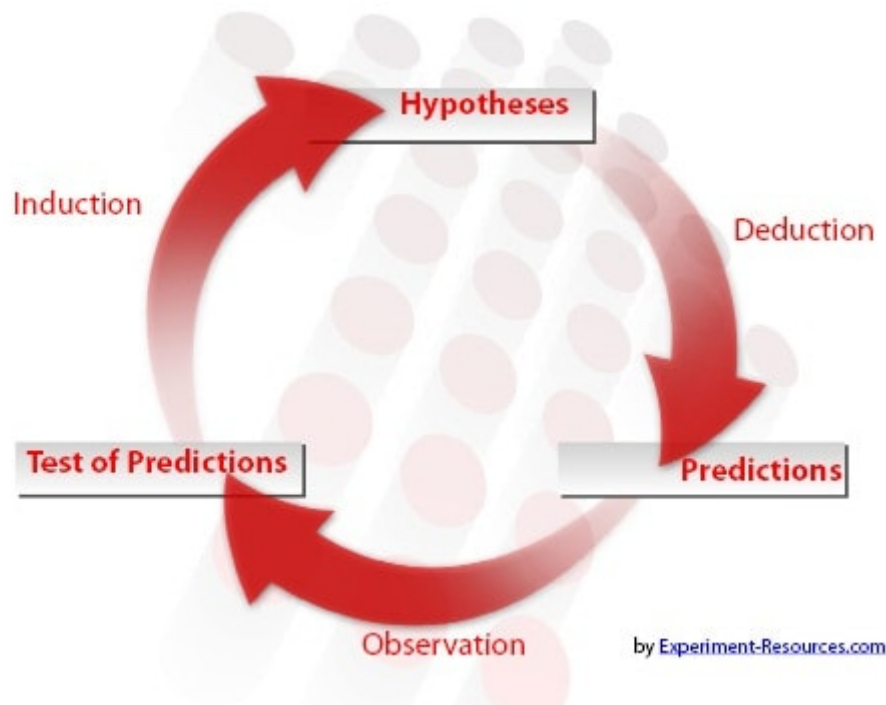 Hypotheses
Induction
Deduction
Test of Predictions
Predictions
Observation
by Experiment-Resources.com